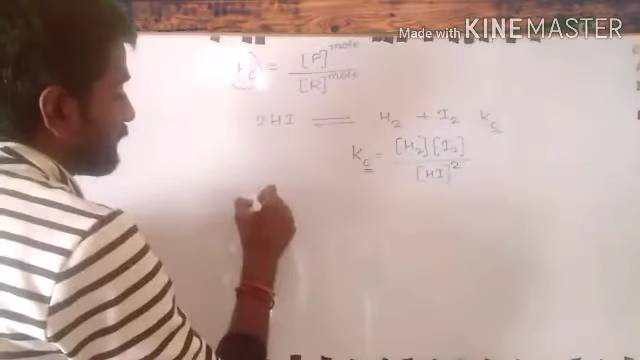 Made with KINEMASTER
Kc = [P]^mole / [R]^mole
2HI ⇌ H₂ + I₂ Kc
Kc = [H₂][I₂] / [HI]²